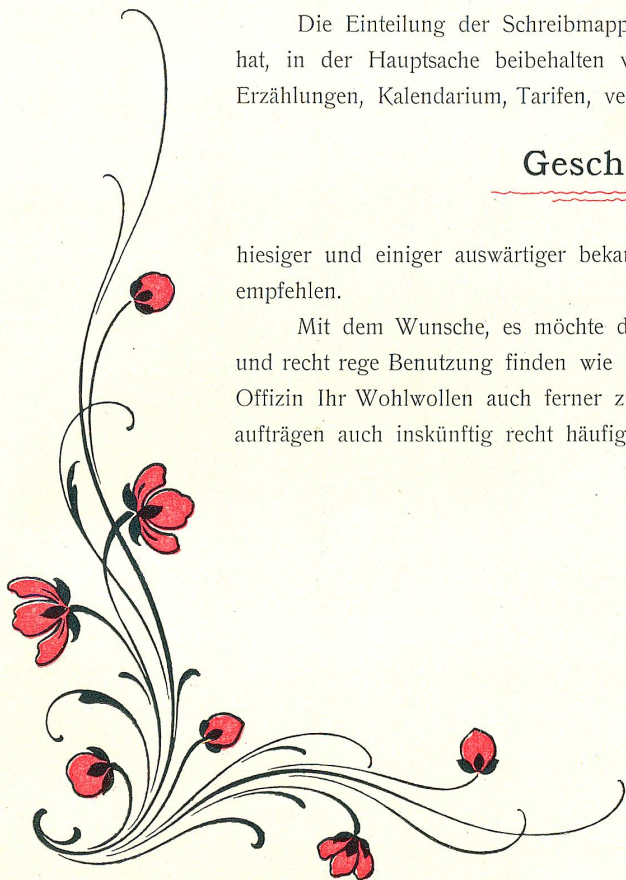 Die Einteilung der Schreibmapp
hat, in der Hauptsache beibehalten
Erzählungen, Kalendarium, Tarifen, ve
Gesch
hiesiger und einiger auswärtiger bekar
empfehlen.
Mit dem Wunsche, es möchte d
und recht rege Benutzung finden wie
Offizin Ihr Wohlwollen auch ferner z
aufträgen auch inskünftig recht häufig